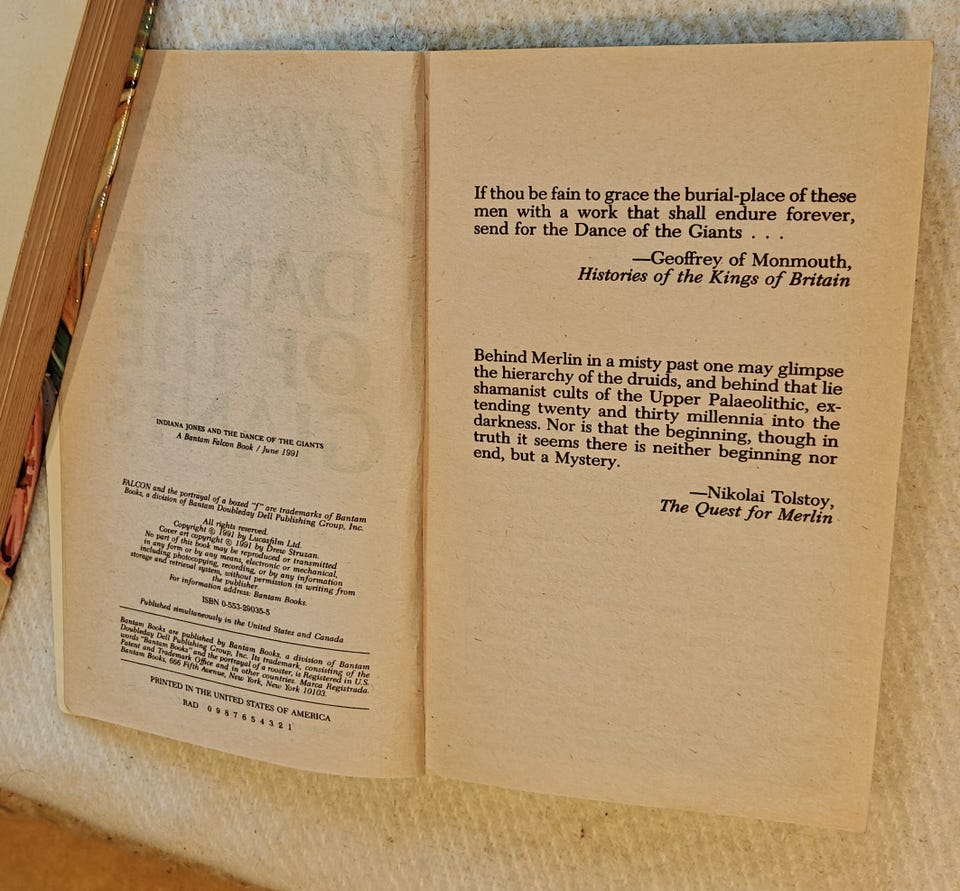 INDIANA JONES AND THE DANCE OF THE GIANTS
A Bantam Falcon Book / June 1991
FALCON and the portrayal of a boxed "f" are trademarks of Bantam
Books, a division of Bantam Doubleday Dell Publishing Group, Inc.
All rights reserved.
Copyright © 1991 by Lucasfilm Ltd.
Cover art copyright © 1991 by Drew Struzan.
No part of this book may be reproduced or transmitted
in any form or by any means, electronic or mechanical,
including photocopying, recording, or by any information
storage and retrieval system, without permission in writing from
the publisher.
For information address: Bantam Books.
ISBN 0-553-29035-5
Published simultaneously in the United States and Canada
Bantam Books are published by Bantam Books, a division of Bantam
Doubleday Dell Publishing Group, Inc. Its trademark, consisting of the
words "Bantam Books" and the portrayal of a rooster, is Registered in U.S.
Patent and Trademark Office and in other countries. Marca Registrada.
Bantam Books, 666 Fifth Avenue, New York, New York 10103.
PRINTED IN THE UNITED STATES OF AMERICA
RAD 0 9 8 7 6 5 4 3 2 1
If thou be fain to grace the burial-place of these
men with a work that shall endure forever,
send for the Dance of the Giants . . .
—Geoffrey of Monmouth,
Histories of the Kings of Britain
Behind Merlin in a misty past one may glimpse
the hierarchy of the druids, and behind that lie
shamanist cults of the Upper Palaeolithic, ex-
tending twenty and thirty millennia into the
darkness. Nor is that the beginning, though in
truth it seems there is neither beginning nor
end, but a Mystery.
—Nikolai Tolstoy,
The Quest for Merlin